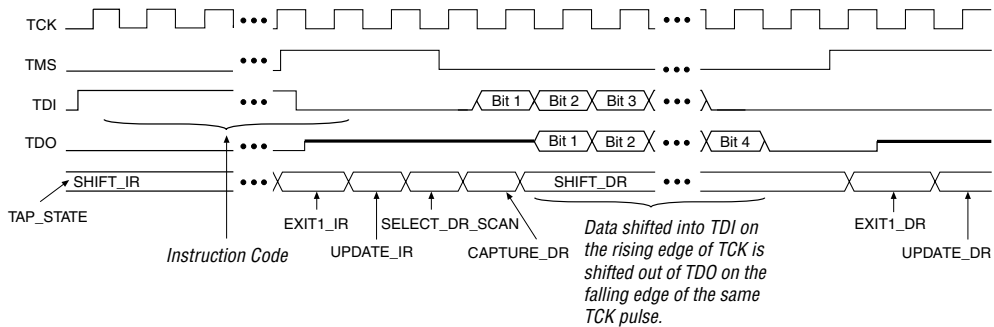 TCK
TMS
TDI
Bit 1 Bit 2 Bit 3
TDO
Bit 1 Bit 2 Bit 4
SHIFT_IR SHIFT_DR
TAP_STATE
EXIT1_IR SELECT_DR_SCAN EXIT1_DR
Instruction Code UPDATE_IR CAPTURE_DR UPDATE_DR
Data shifted into TDI on
the rising edge of TCK is
shifted out of TDO on the
falling edge of the same
TCK pulse.